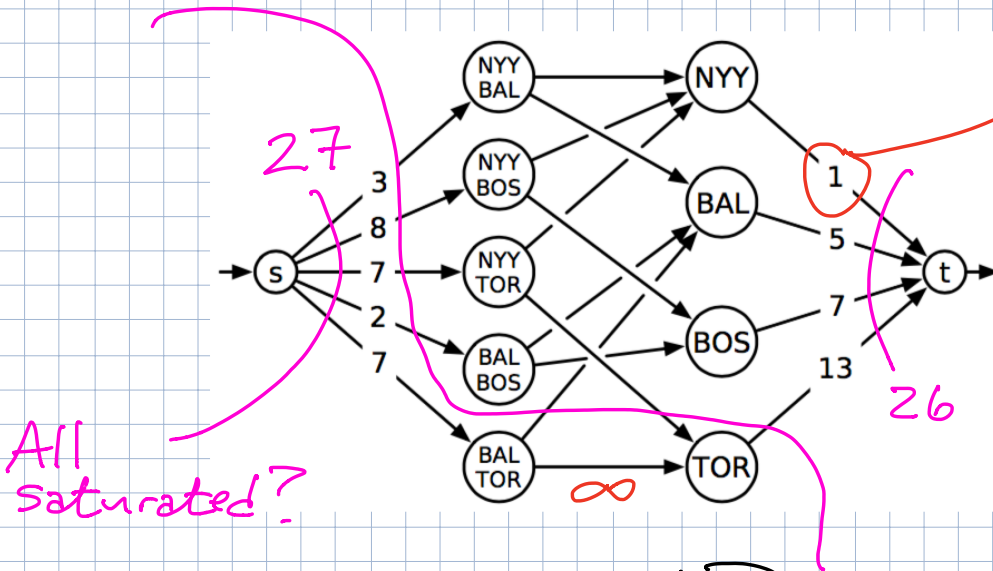 NYY
BAL
NYY
27
NYY
BOS
3
1
BAL
8
5
s
7
NYY
TOR
t
2
7
BOS
7
BAL
BOS
13
26
All
saturated?
BAL
TOR
∞
TOR